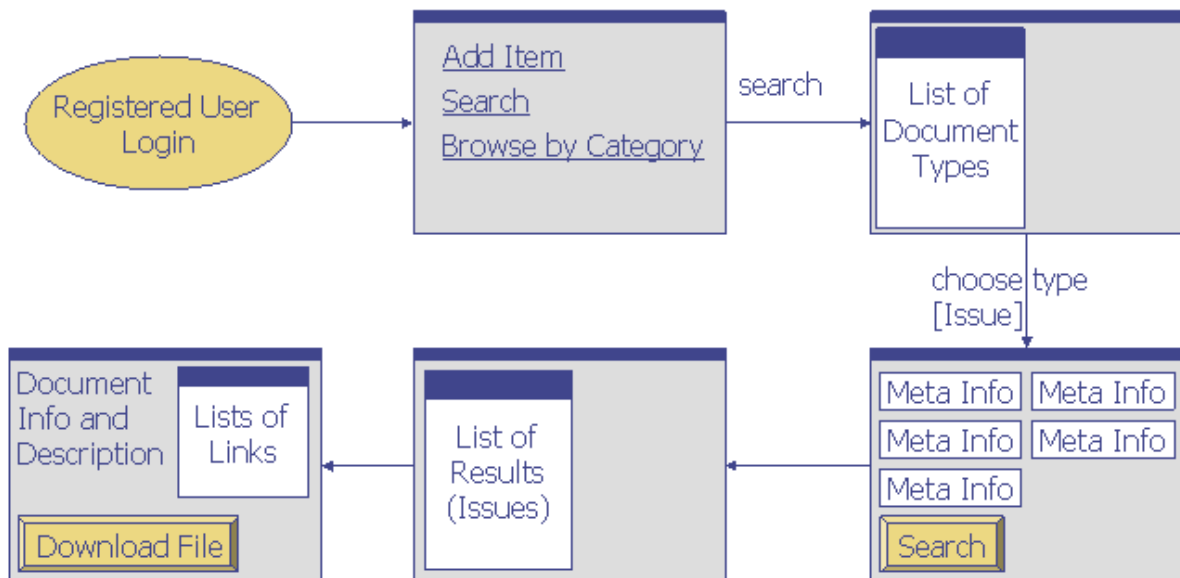 Registered User
Login
Add Item
Search
Browse by Category
search
List of
Document
Types
choose type
[Issue]
Meta Info
Meta Info
Meta Info
Meta Info
Meta Info
Search
List of
Results
(Issues)
Document
Info and
Description
Lists of
Links
Download File